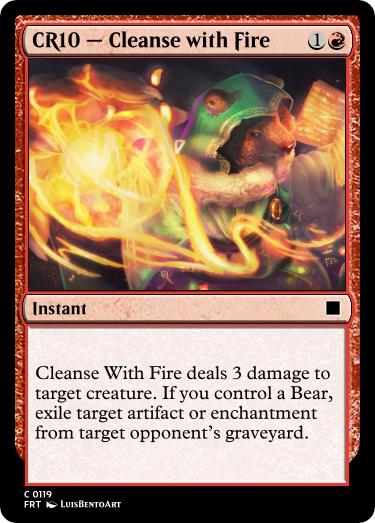 CR10 — Cleanse with Fire 1
Instant
Cleanse With Fire deals 3 damage to
target creature. If you control a Bear,
exile target artifact or enchantment
from target opponent's graveyard.
C 0119
FRT LuisBentoArt